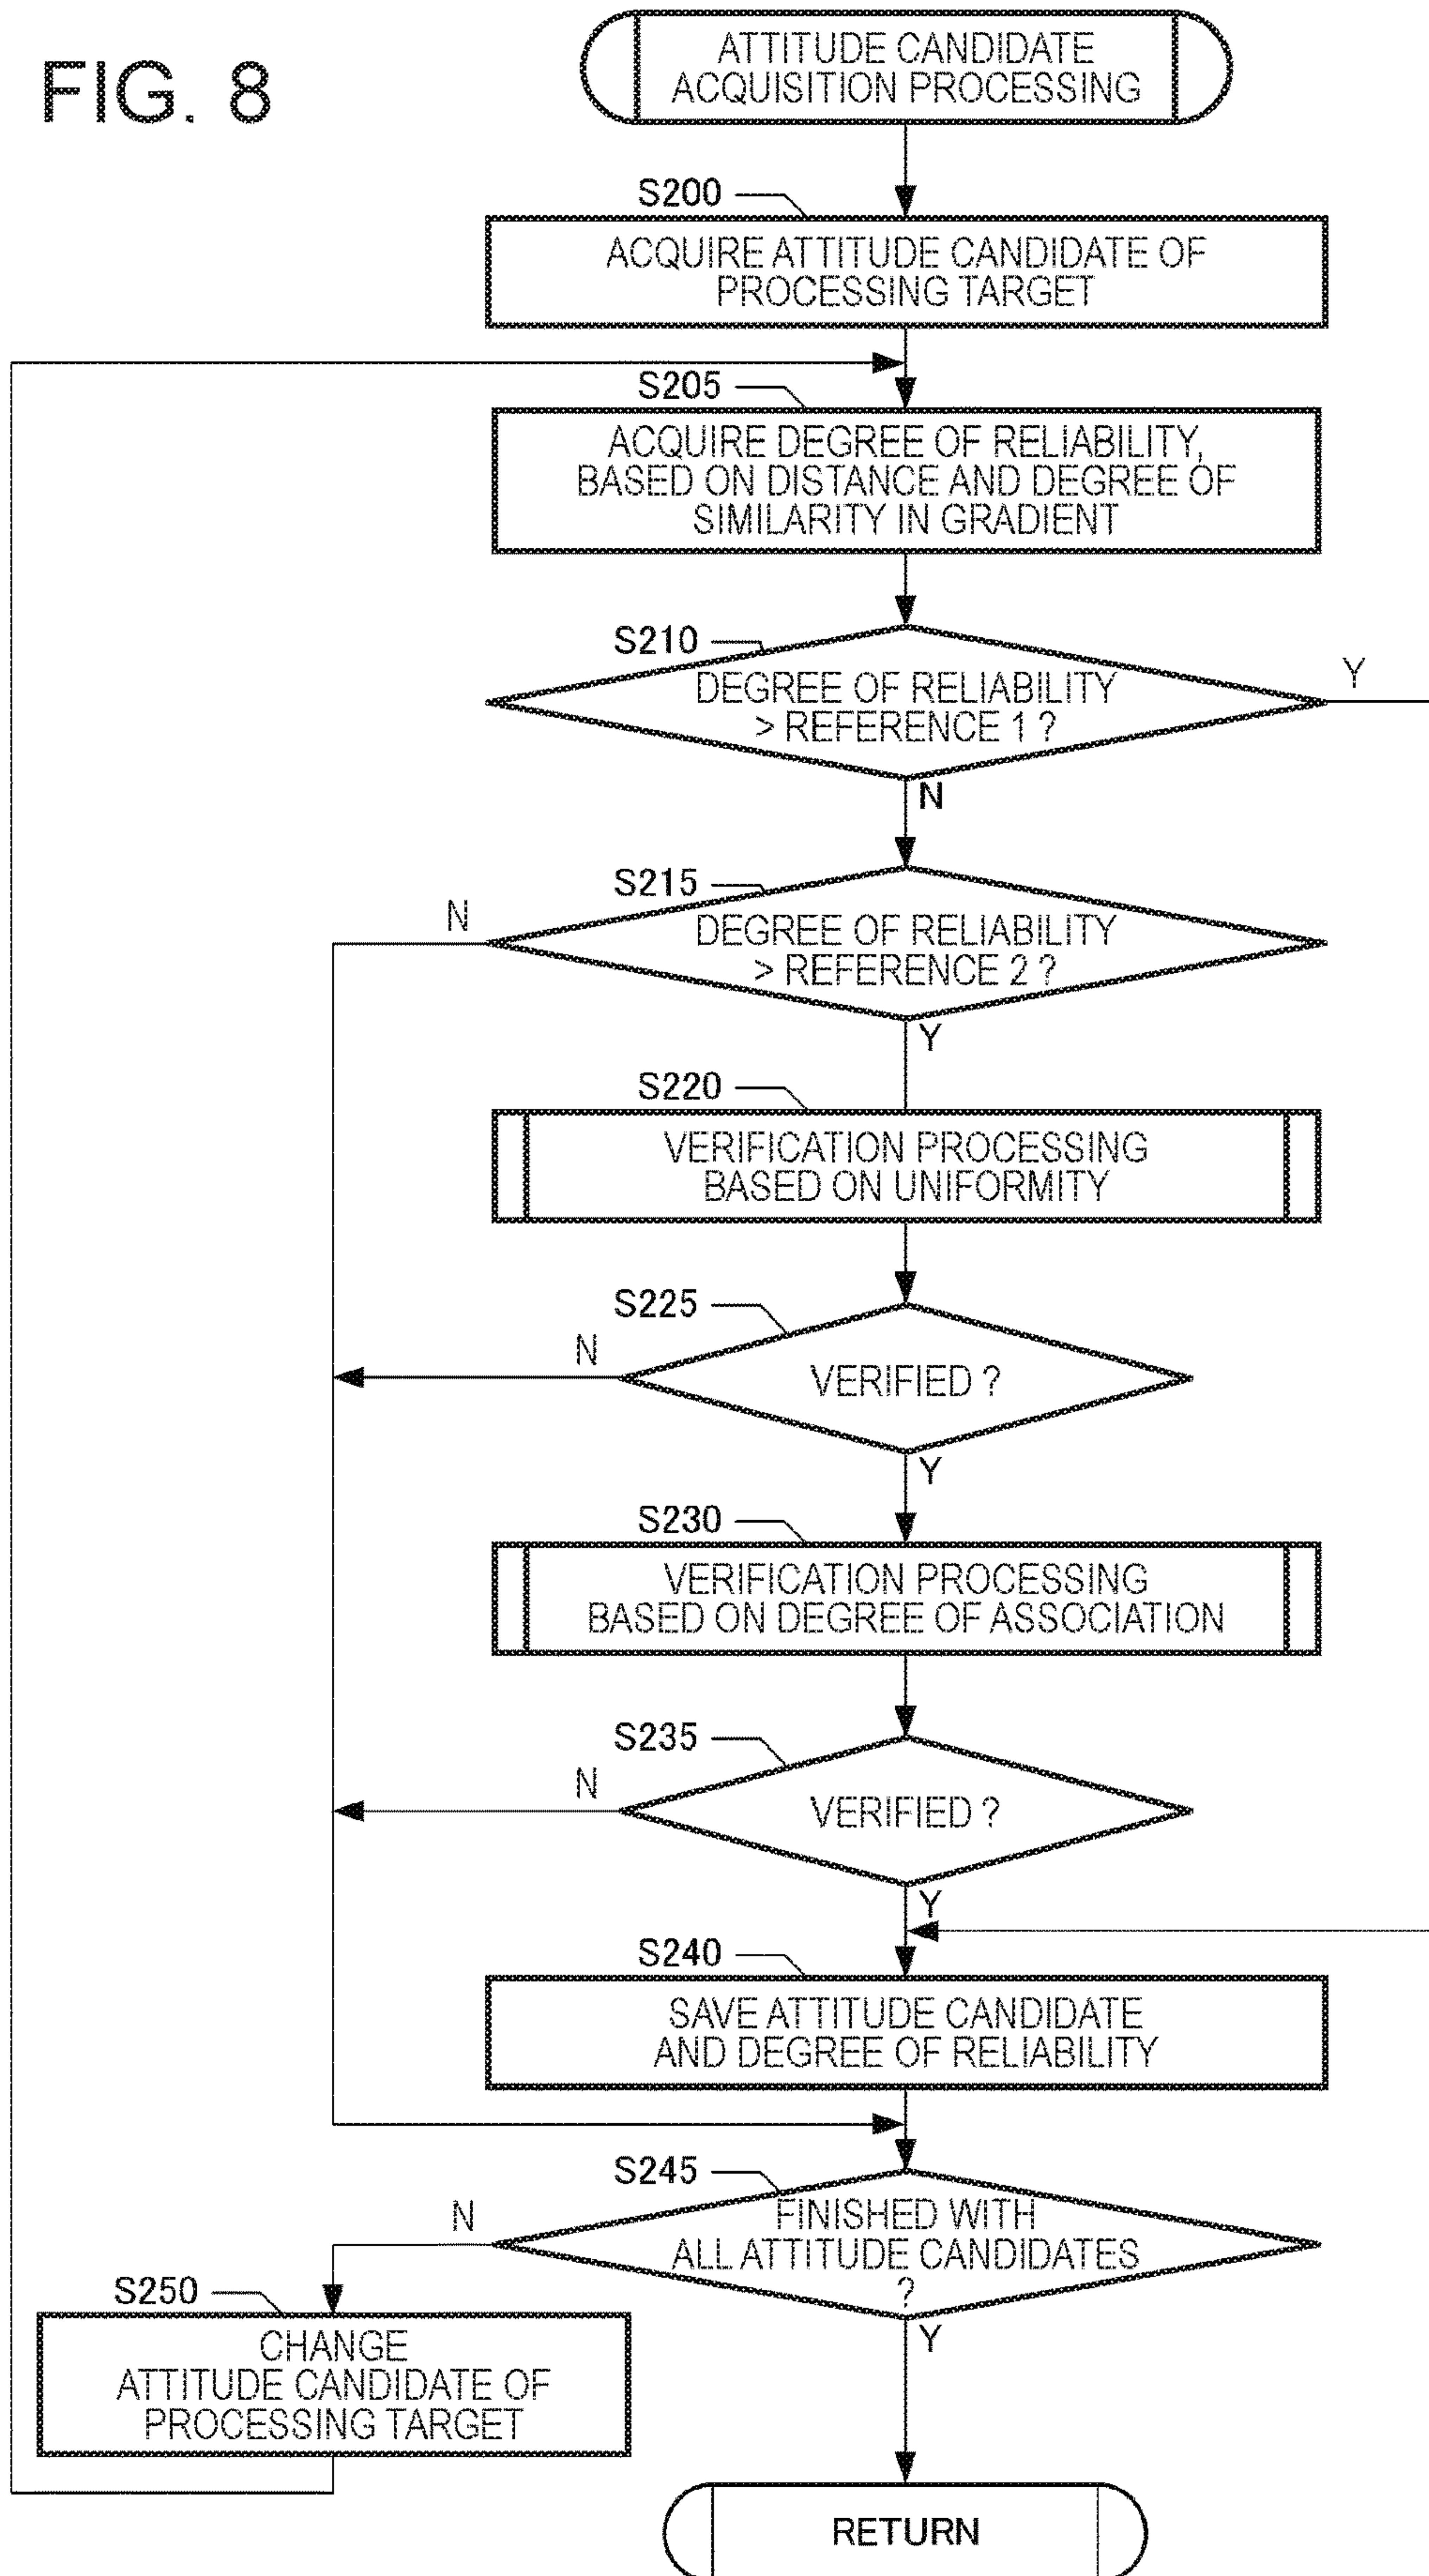 FIG. 8
ATTITUDE CANDIDATE
ACQUISITION PROCESSING
S200
ACQUIRE ATTITUDE CANDIDATE OF
PROCESSING TARGET
S205
ACQUIRE DEGREE OF RELIABILITY,
BASED ON DISTANCE AND DEGREE OF
SIMILARITY IN GRADIENT
S210
DEGREE OF RELIABILITY
> REFERENCE 1 ?
Y
N
S215
DEGREE OF RELIABILITY
> REFERENCE 2 ?
N
Y
S220
VERIFICATION PROCESSING
BASED ON UNIFORMITY
S225
VERIFIED ?
N
Y
S230
VERIFICATION PROCESSING
BASED ON DEGREE OF ASSOCIATION
S235
VERIFIED ?
N
Y
S240
SAVE ATTITUDE CANDIDATE
AND DEGREE OF RELIABILITY
S245
FINISHED WITH
ALL ATTITUDE CANDIDATES
?
N
Y
S250
CHANGE
ATTITUDE CANDIDATE OF
PROCESSING TARGET
RETURN